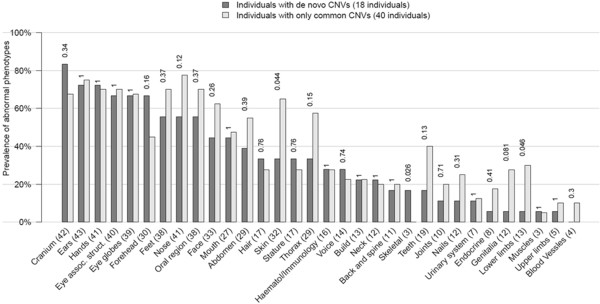 Individuals with de novo CNVs (18 individuals)
Individuals with only common CNVs (40 individuals)
Prevalence of abnormal phenotypes
100%
80%
60%
40%
20%
0%
0.34
1
1
1
1
0.16
0.37
0.12
0.37
0.26
1
0.39
0.76
0.044
0.76
0.15
1
0.74
1
1
1
0.026
0.13
0.71
0.31
1
0.41
0.081
0.046
1
1
0.3
Cranium (42)
Ears (43)
Hands (41)
Eye assoc. struct. (40)
Eye globes (39)
Forehead (30)
Feet (38)
Nose (41)
Oral region (38)
Face (33)
Mouth (27)
Abdomen (29)
Hair (17)
Skin (32)
Stature (17)
Thorax (29)
Haemato/Immunology (16)
Voice (14)
Build (13)
Neck (12)
Back and spine (11)
Skeletal (3)
Teeth (19)
Joints (10)
Nails (12)
Urinary system (7)
Endocrine (8)
Genitalia (12)
Lower limbs (13)
Muscles (3)
Upper limbs (5)
Blood Vessles (4)